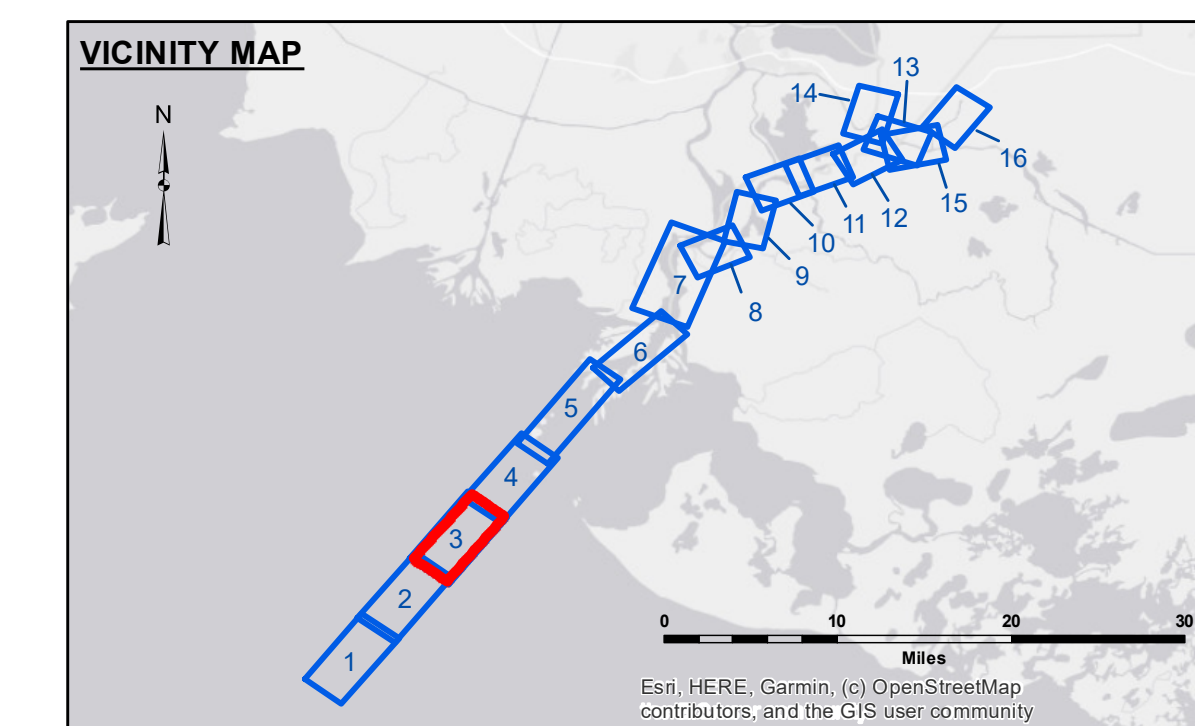 VICINITY MAP
N
13
14
16
15
12
11
10
9
8
7
6
5
4
3
2
1
0 10 20 30
Miles
Esri, HERE, Garmin, (c) OpenStreetMap
contributors, and the GIS user community